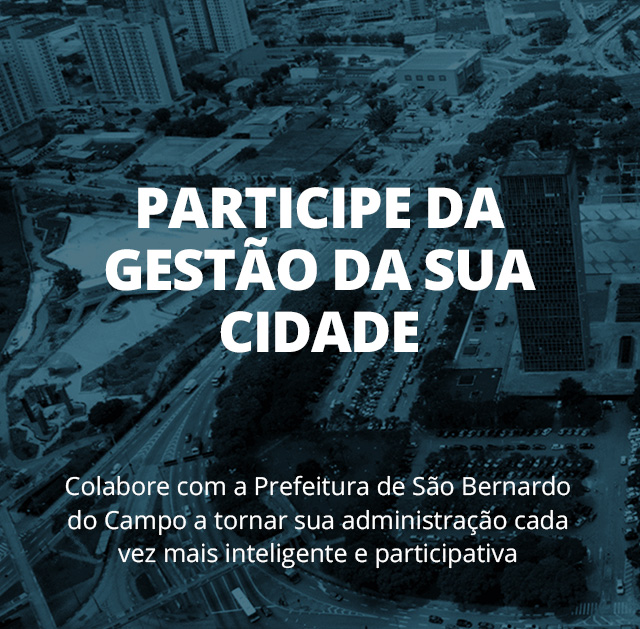 PARTICIPE DA
GESTÃO DA SUA
CIDADE
Colabore com a Prefeitura de São Bernardo
do Campo a tornar sua administração cada
vez mais inteligente e participativa